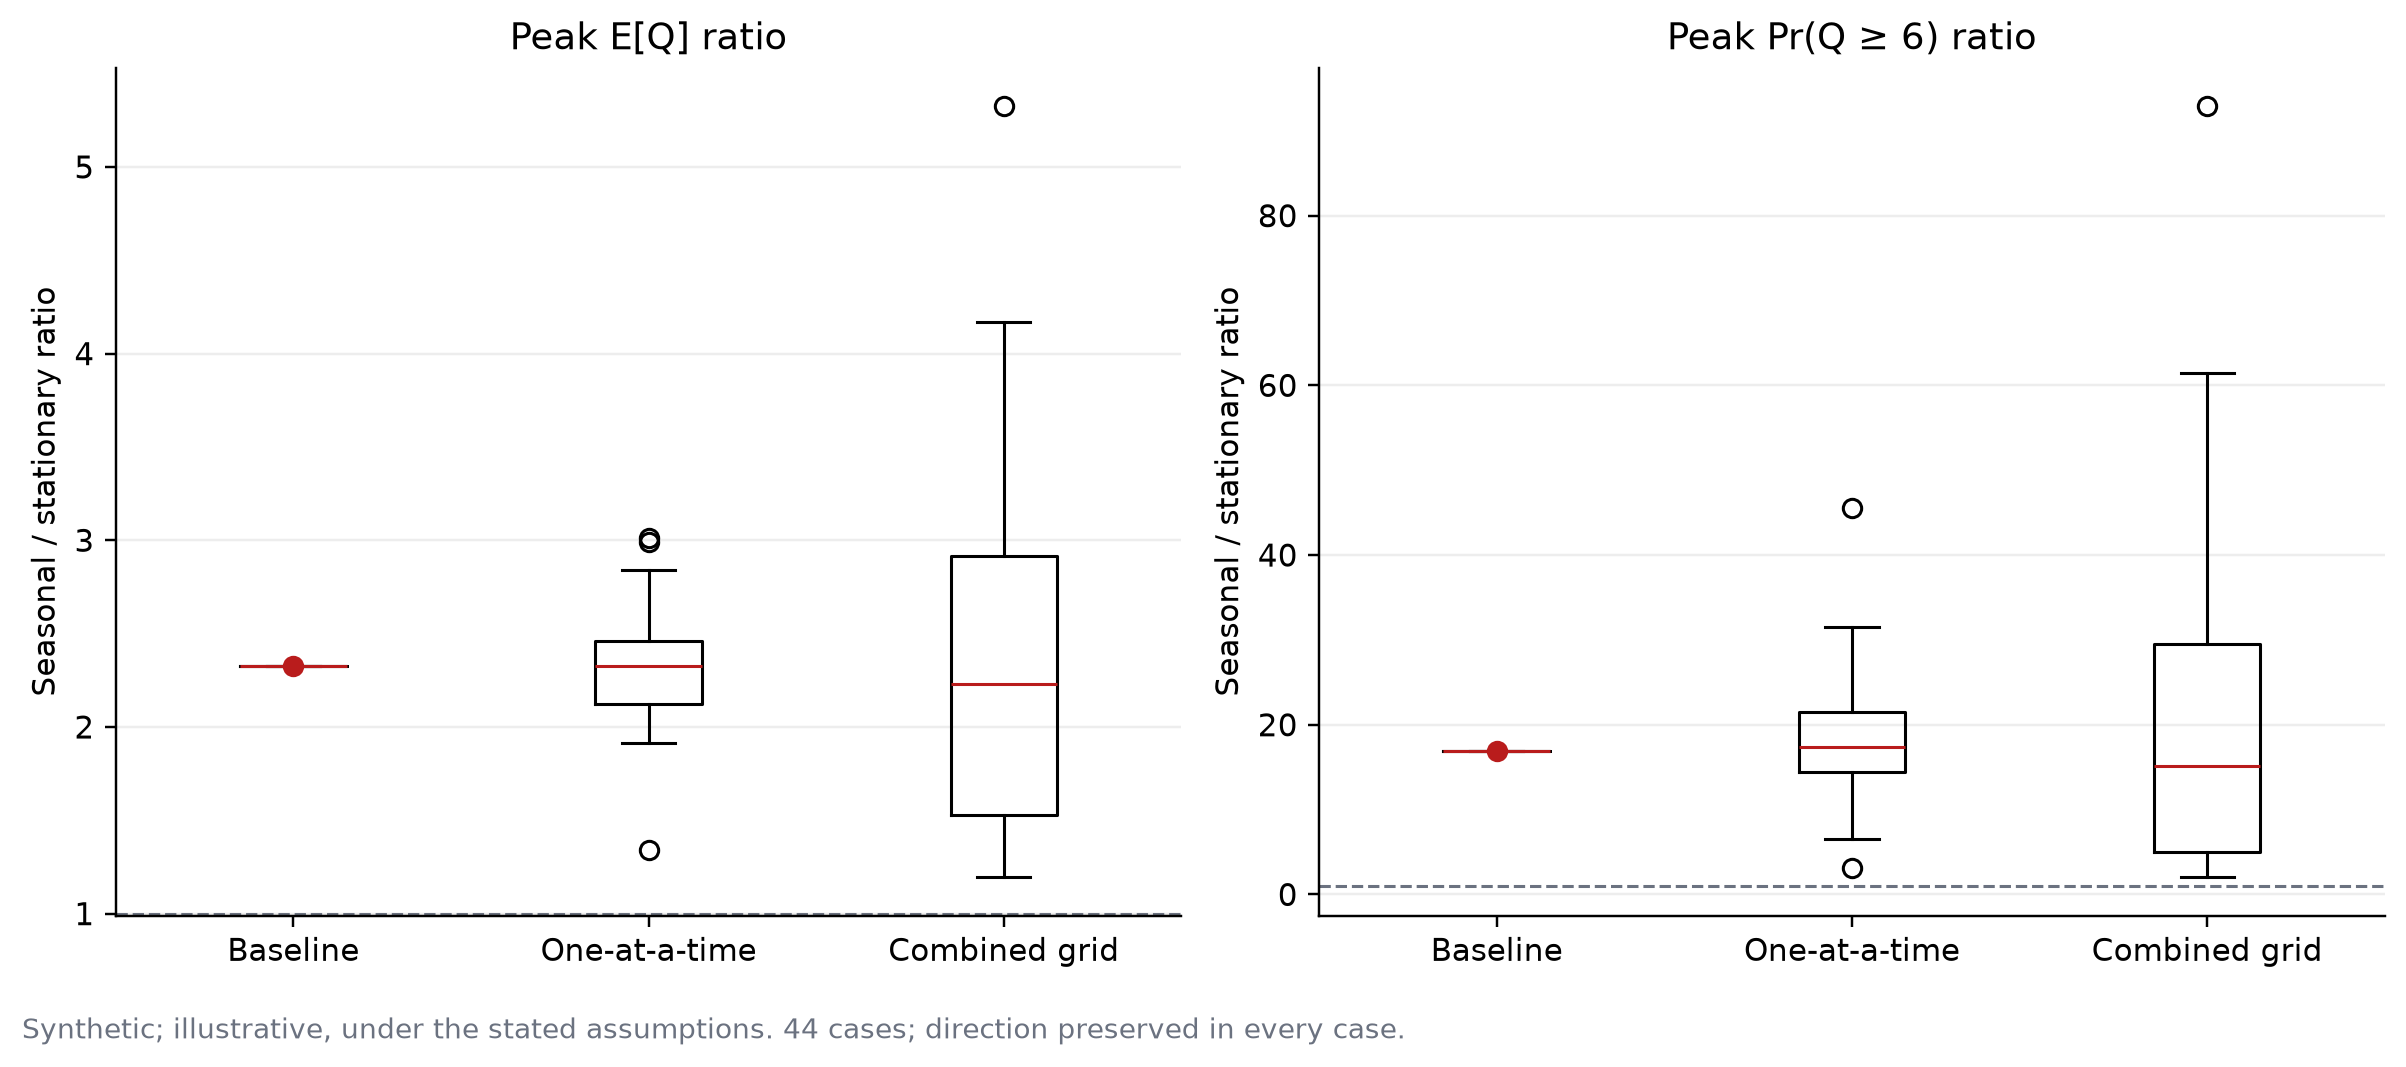 Peak E[Q] ratio
Seasonal / stationary ratio
5
4
3
2
1
Baseline
One-at-a-time
Combined grid
Peak Pr(Q ≥ 6) ratio
Seasonal / stationary ratio
80
60
40
20
0
Baseline
One-at-a-time
Combined grid
Synthetic; illustrative, under the stated assumptions. 44 cases; direction preserved in every case.